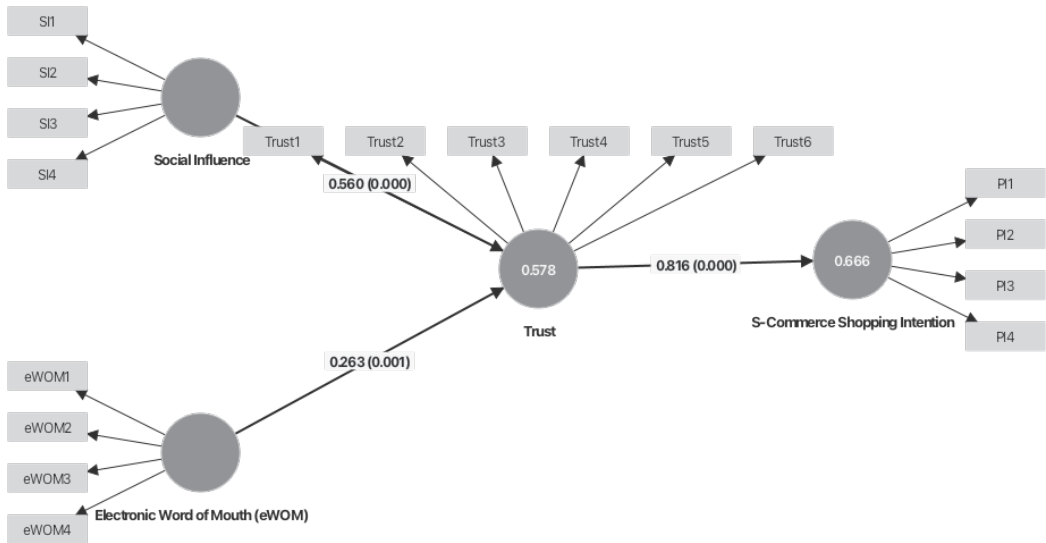 SI1
SI2
SI3
SI4
Social Influence
Trust1
Trust2
Trust3
Trust4
Trust5
Trust6
0.560 (0.000)
PI1
PI2
PI3
PI4
0.578
0.816 (0.000)
0.666
Trust
S-Commerce Shopping Intention
0.263 (0.001)
eWOM1
eWOM2
eWOM3
eWOM4
Electronic Word of Mouth (eWOM)